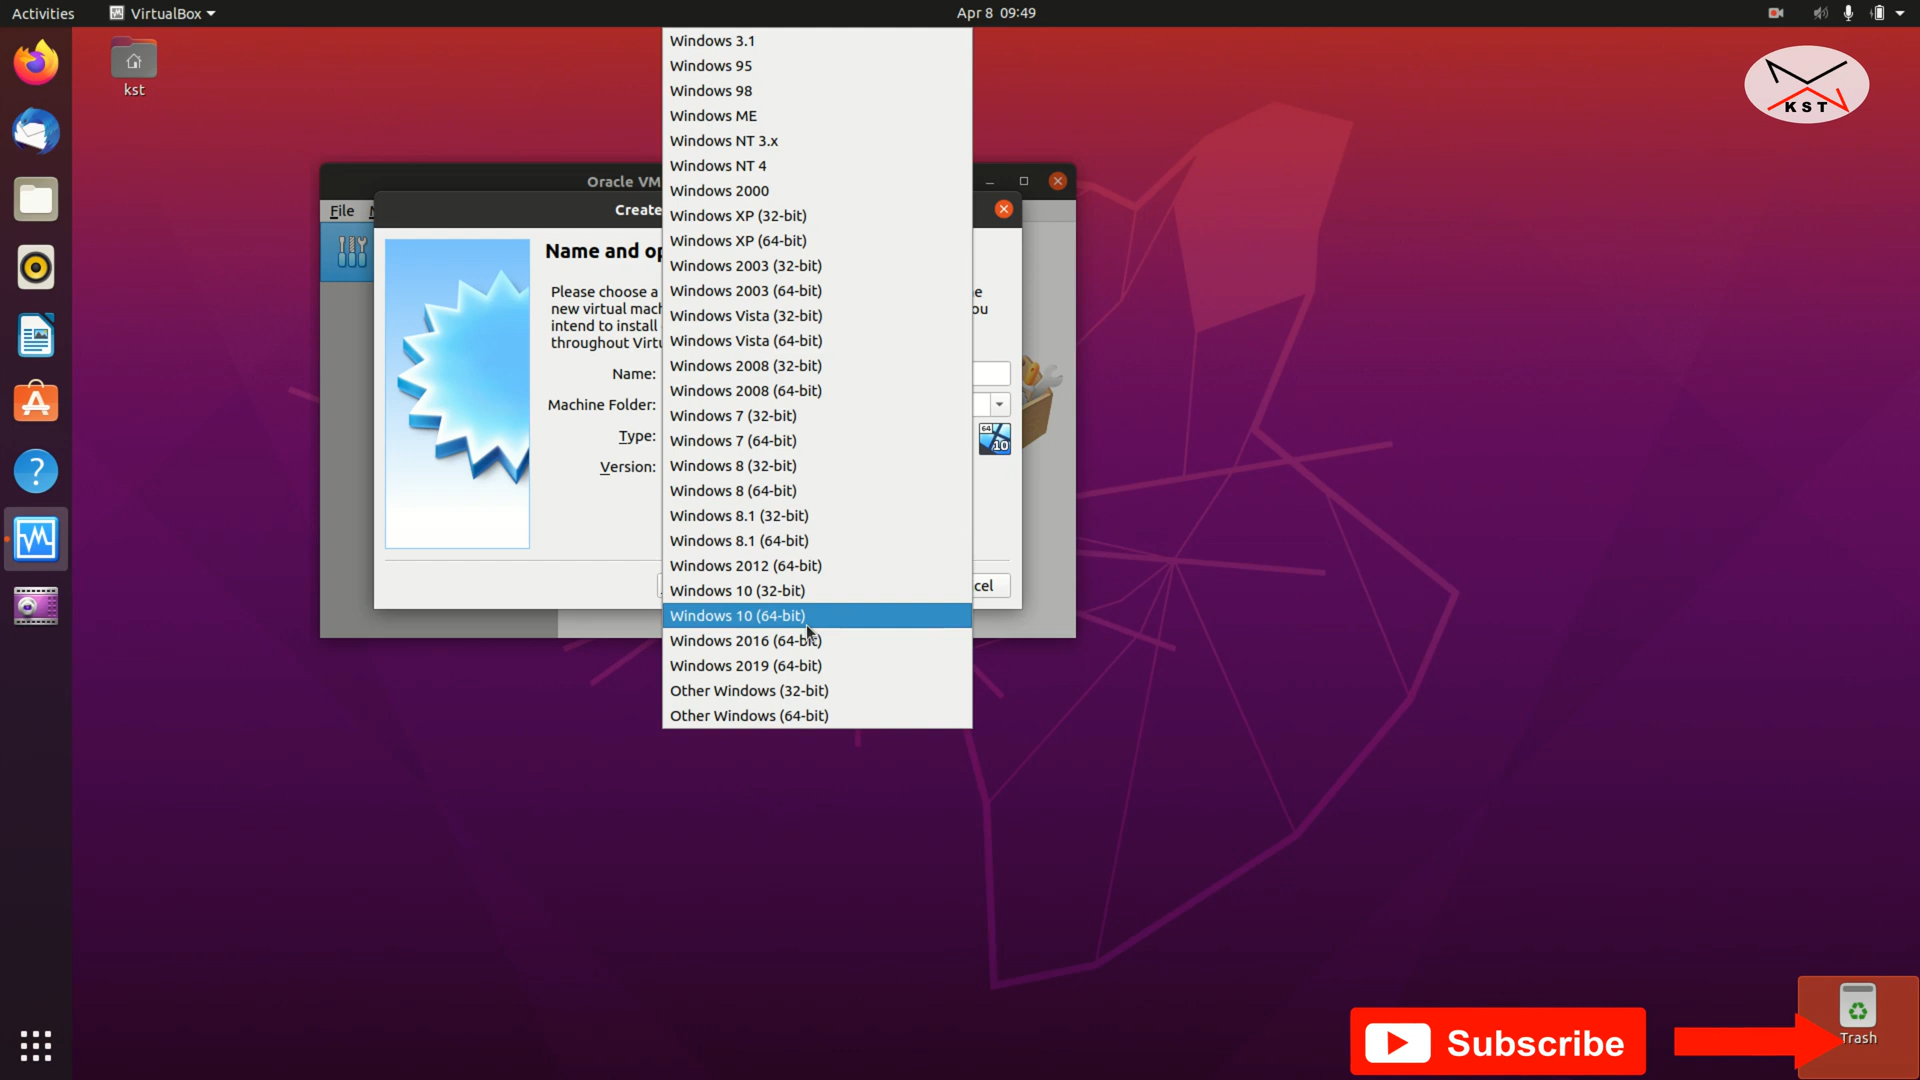 Activities
VirtualBox
Apr 8 09:49
kst
KST
Oracle VM
File
Create
Name and op
Please choose a
new virtual mach
intend to install
throughout Virtu
e
ou
Name:
Machine Folder:
Type:
Version:
64
10
cel
Windows 3.1
Windows 95
Windows 98
Windows ME
Windows NT 3.x
Windows NT 4
Windows 2000
Windows XP (32-bit)
Windows XP (64-bit)
Windows 2003 (32-bit)
Windows 2003 (64-bit)
Windows Vista (32-bit)
Windows Vista (64-bit)
Windows 2008 (32-bit)
Windows 2008 (64-bit)
Windows 7 (32-bit)
Windows 7 (64-bit)
Windows 8 (32-bit)
Windows 8 (64-bit)
Windows 8.1 (32-bit)
Windows 8.1 (64-bit)
Windows 2012 (64-bit)
Windows 10 (32-bit)
Windows 10 (64-bit)
Windows 2016 (64-bit)
Windows 2019 (64-bit)
Other Windows (32-bit)
Other Windows (64-bit)
Subscribe
Trash